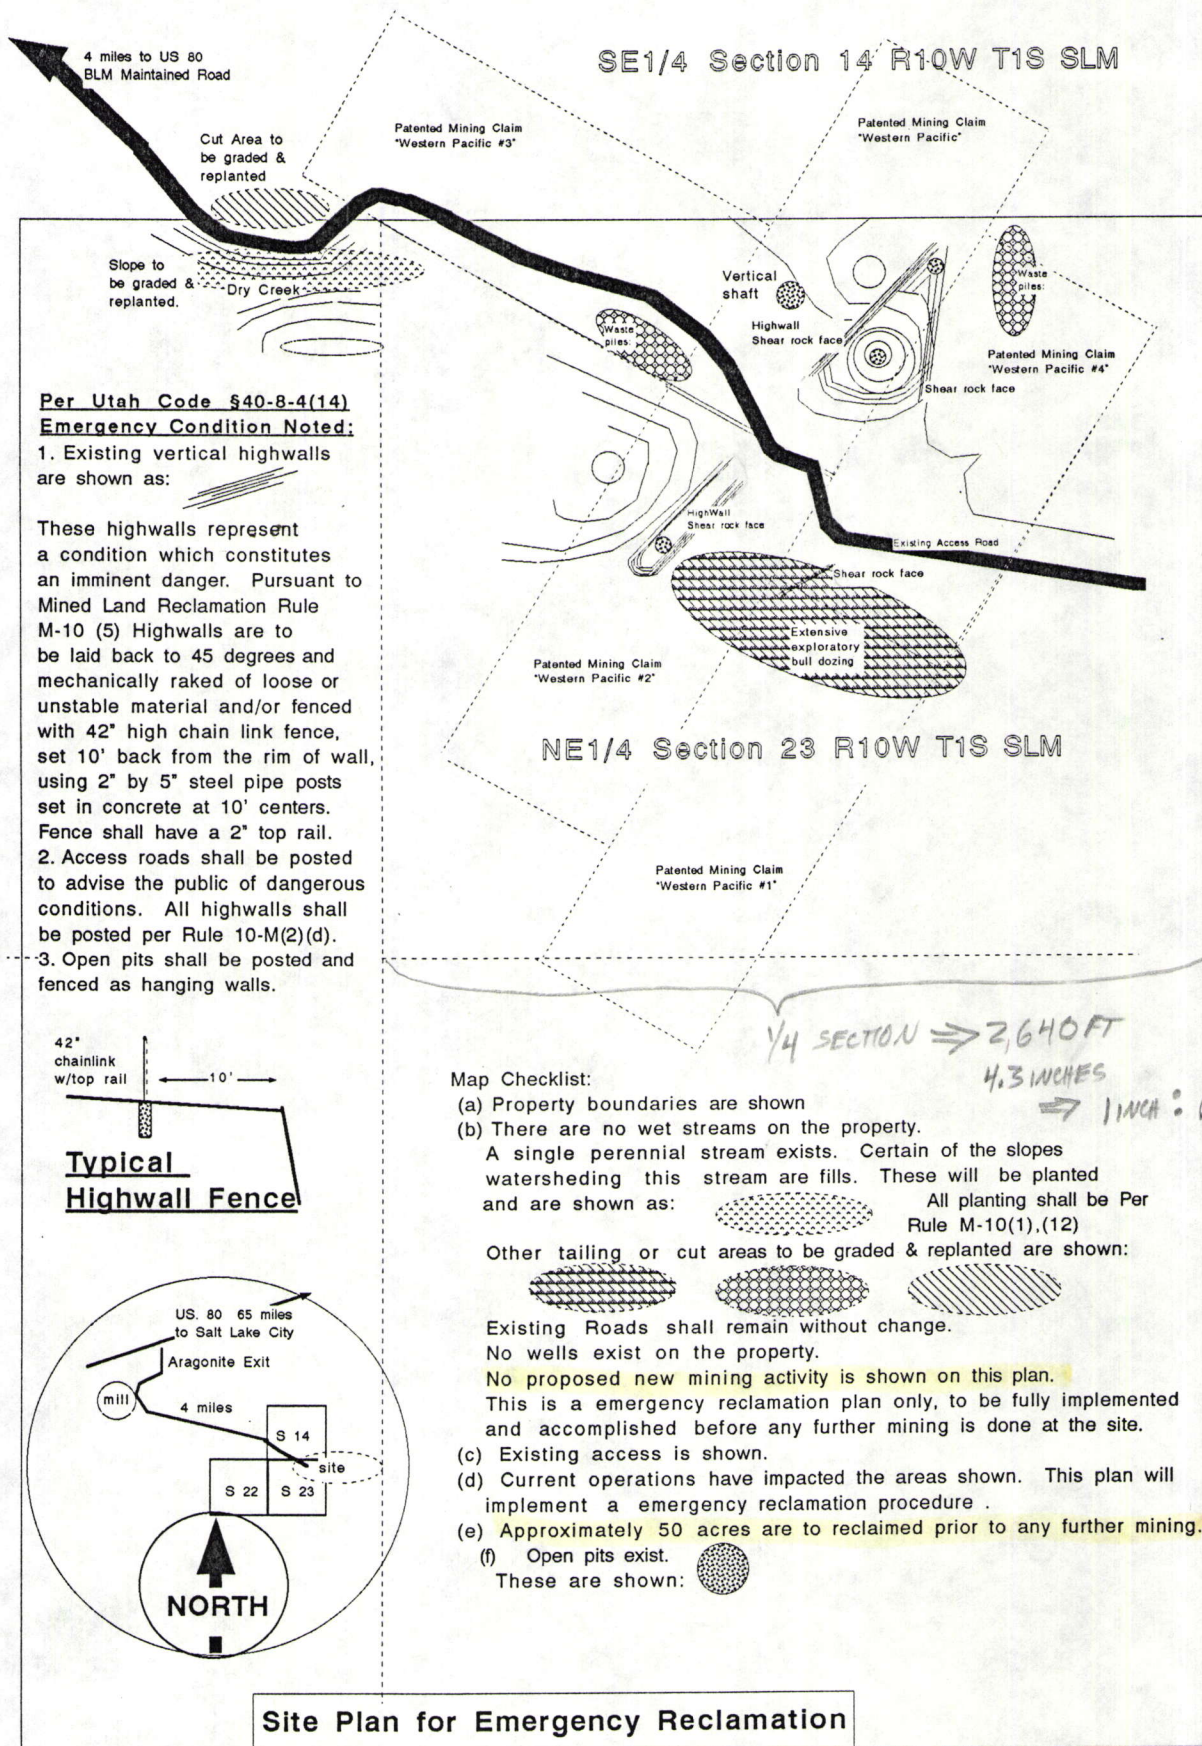 4 miles to US 80
BLM Maintained Road
SE1/4 Section 14 R10W T1S SLM
Cut Area to
be graded &
replanted
Patented Mining Claim
"Western Pacific #3"
Patented Mining Claim
"Western Pacific"
Slope to
be graded &
replanted.
Dry Creek
Vertical
shaft
Waste
piles:
Highwall
Shear rock face
Waste
piles:
Patented Mining Claim
"Western Pacific #4"
Shear rock face
Per Utah Code §40-8-4(14)
Emergency Condition Noted:
1. Existing vertical highwalls
are shown as:
These highwalls represent
a condition which constitutes
an imminent danger. Pursuant to
Mined Land Reclamation Rule
M-10 (5) Highwalls are to
be laid back to 45 degrees and
mechanically raked of loose or
unstable material and/or fenced
with 42" high chain link fence,
set 10' back from the rim of wall,
using 2" by 5" steel pipe posts
set in concrete at 10' centers.
Fence shall have a 2" top rail.
2. Access roads shall be posted
to advise the public of dangerous
conditions. All highwalls shall
be posted per Rule 10-M(2)(d).
3. Open pits shall be posted and
fenced as hanging walls.
HighWall
Shear rock face
Existing Access Road
Shear rock face
Extensive
exploratory
bull dozing
Patented Mining Claim
"Western Pacific #2"
NE1/4 Section 23 R10W T1S SLM
Patented Mining Claim
"Western Pacific #1"
1/4 SECTION => 2,640 FT
4.3 INCHES
=> 1 INCH :
42"
chainlink
w/top rail
10'
Typical
Highwall Fence
Map Checklist:
(a) Property boundaries are shown
(b) There are no wet streams on the property.
A single perennial stream exists. Certain of the slopes
watersheding this stream are fills. These will be planted
and are shown as: All planting shall be Per
Rule M-10(1),(12)
Other tailing or cut areas to be graded & replanted are shown:
Existing Roads shall remain without change.
No wells exist on the property.
No proposed new mining activity is shown on this plan.
This is a emergency reclamation plan only, to be fully implemented
and accomplished before any further mining is done at the site.
(c) Existing access is shown.
(d) Current operations have impacted the areas shown. This plan will
implement a emergency reclamation procedure .
(e) Approximately 50 acres are to reclaimed prior to any further mining.
(f) Open pits exist.
These are shown:
US. 80 65 miles
to Salt Lake City
Aragonite Exit
mill
4 miles
S 14
site
S 22
S 23
NORTH
Site Plan for Emergency Reclamation